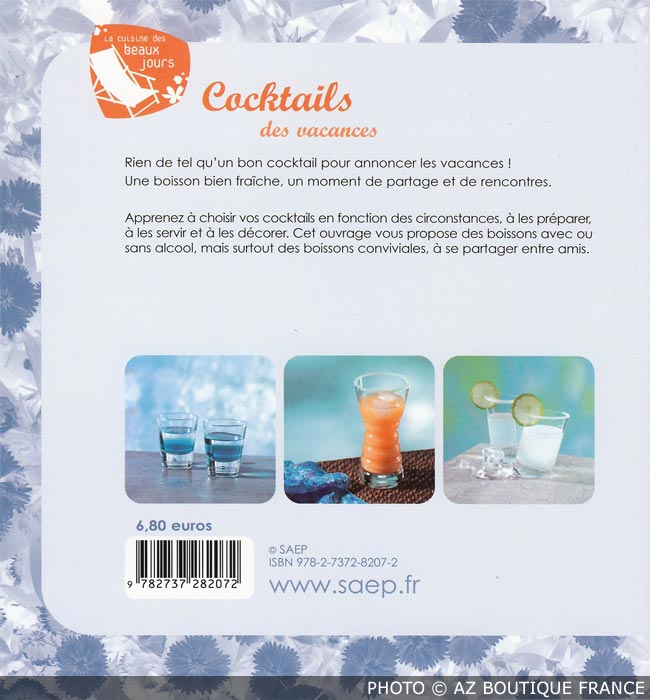 La cuisine des
beaux
jours
Cocktails
des vacances
Rien de tel qu'un bon cocktail pour annoncer les vacances !
Une boisson bien fraîche, un moment de partage et de rencontres.
Apprenez à choisir vos cocktails en fonction des circonstances, à les préparer,
à les servir et à les décorer. Cet ouvrage vous propose des boissons avec ou
sans alcool, mais surtout des boissons conviviales, à se partager entre amis.
6,80 euros
© SAEP
ISBN 978-2-7372-8207-2
www.saep.fr
9 782737 282072
PHOTO © AZ BOUTIQUE FRANCE